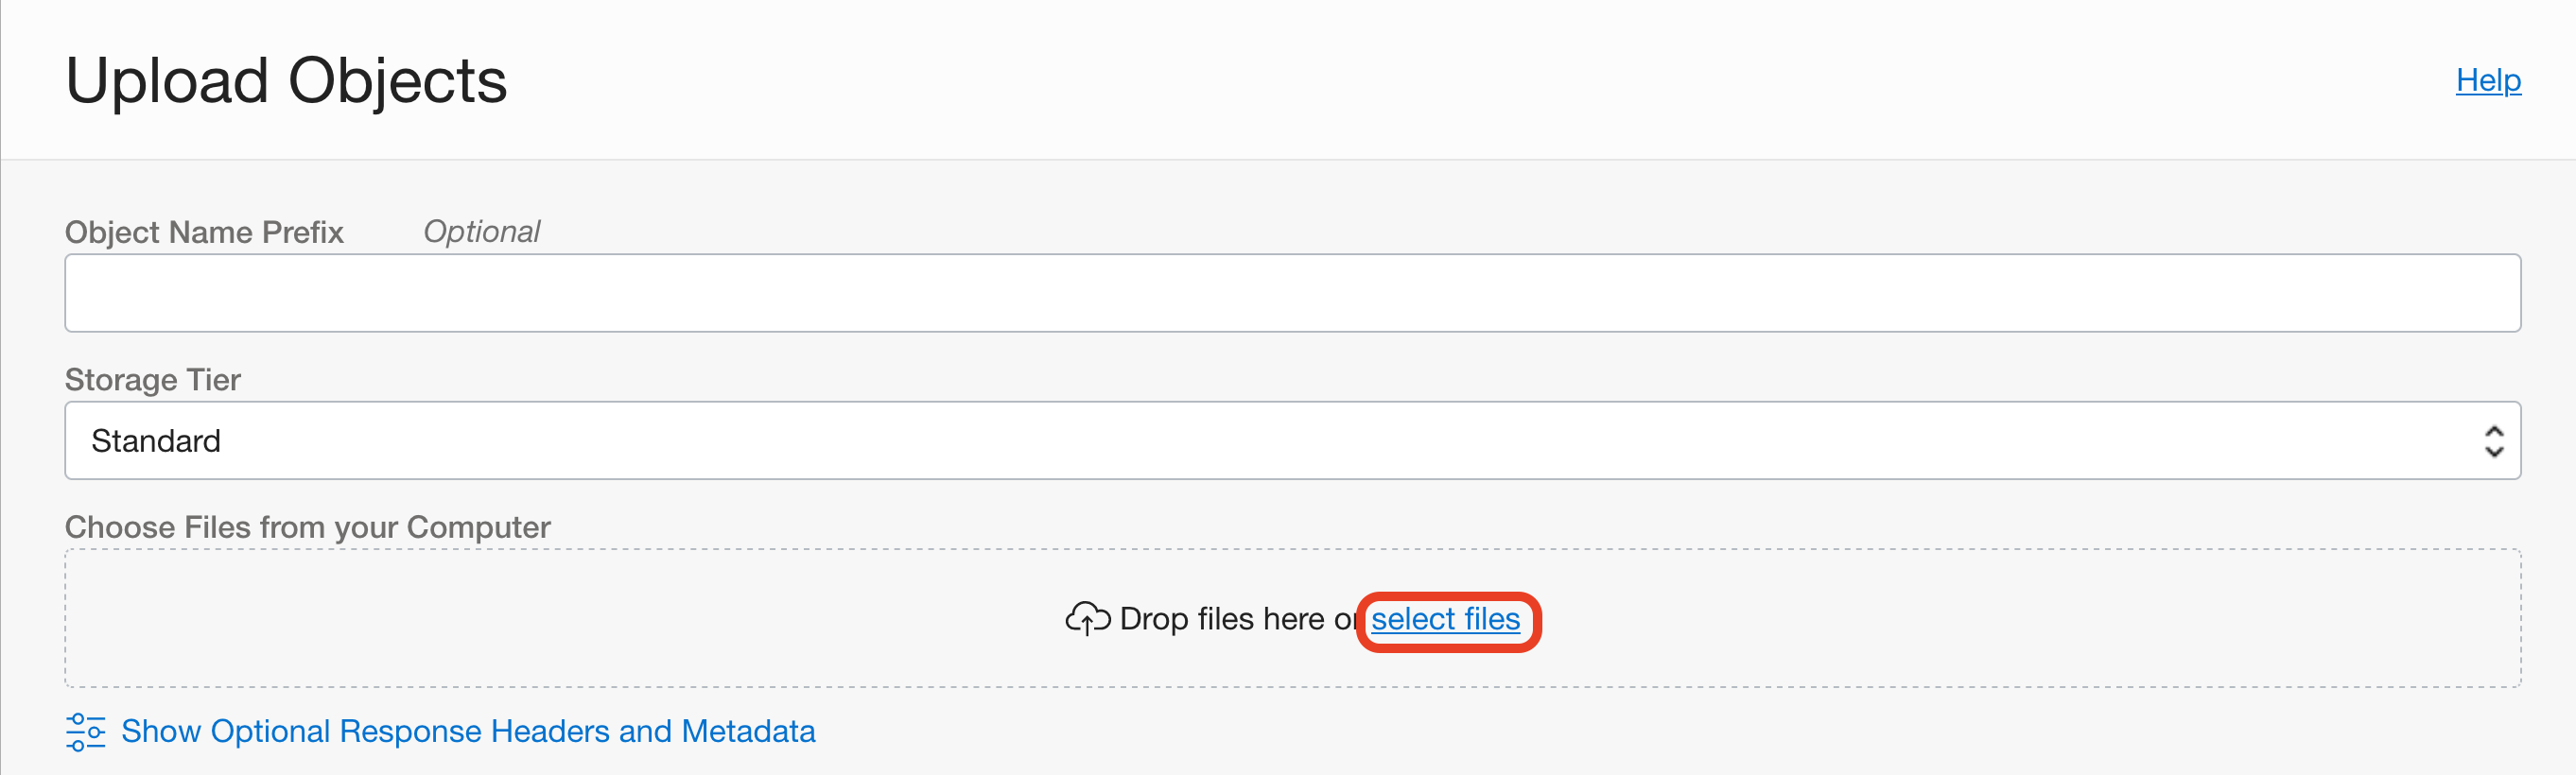 Upload Objects
Help
Object Name Prefix Optional
Storage Tier
Standard
Choose Files from your Computer
Drop files here or select files
Show Optional Response Headers and Metadata